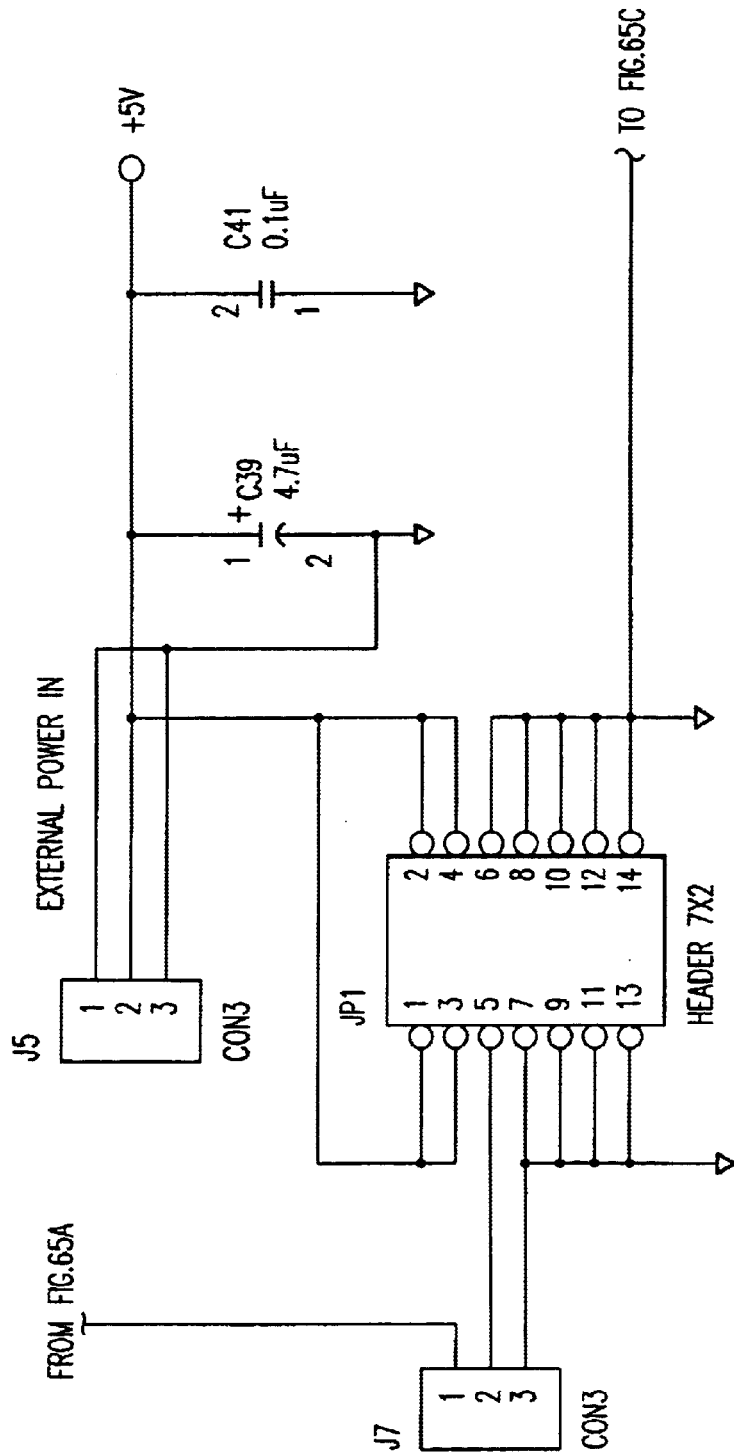 FROM FIG.65A
J5
1
2
3
CON3
EXTERNAL POWER IN
+5V
1
+
C39
4.7uF
2
2
C41
0.1uF
1
J7
1
2
3
CON3
JP1
1 2
3 4
5 6
7 8
9 10
11 12
13 14
HEADER 7X2
TO FIG.65C